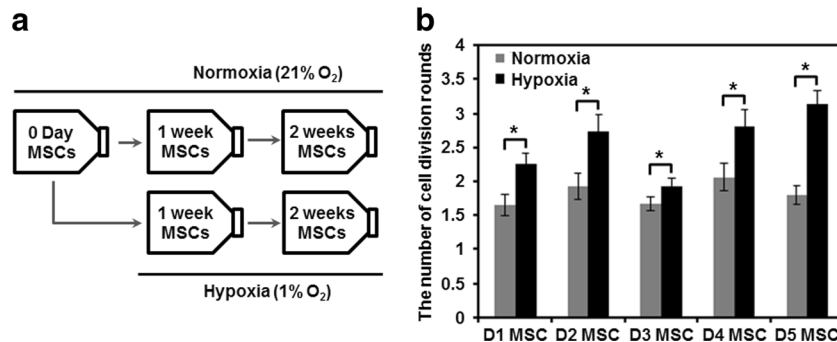 a
Normoxia (21% O₂)
0 Day
MSCs
1 week
MSCs
2 weeks
MSCs
1 week
MSCs
2 weeks
MSCs
Hypoxia (1% O₂)
b
The number of cell division rounds
4
3.5
3
2.5
2
1.5
1
0.5
0
Normoxia
Hypoxia
*
*
*
*
*
D1 MSC
D2 MSC
D3 MSC
D4 MSC
D5 MSC